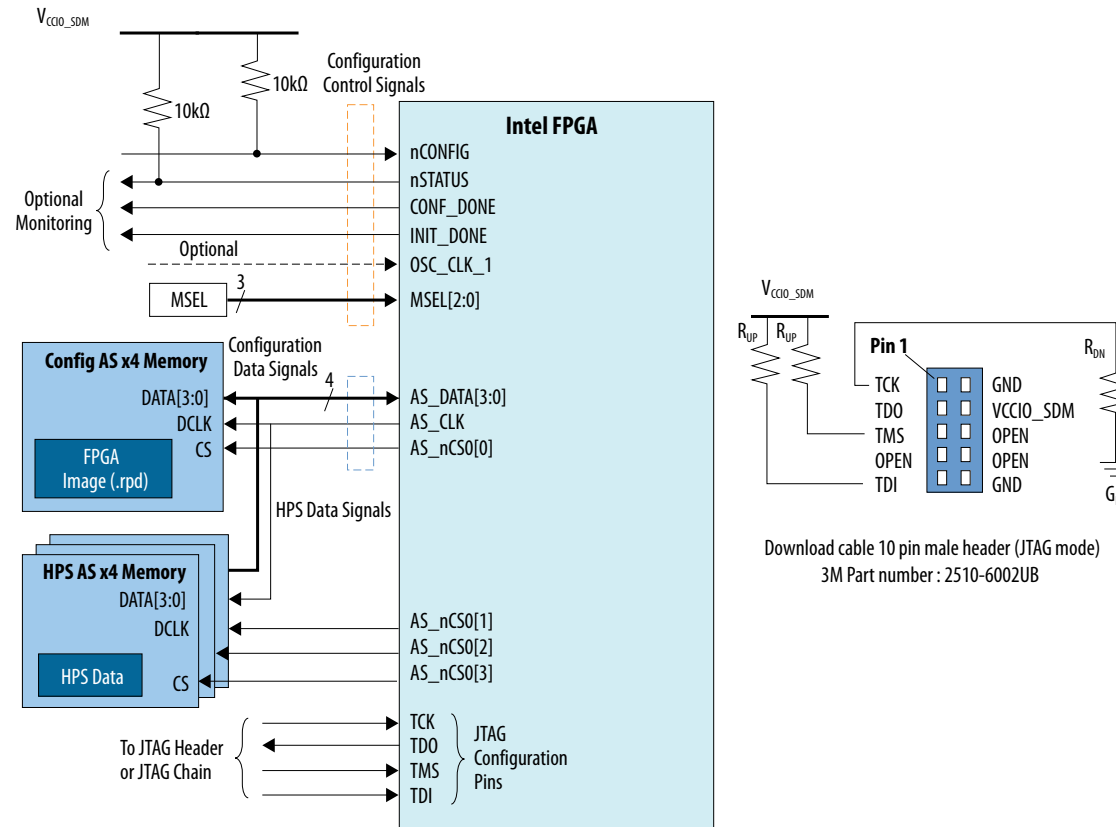 VCCIO_SDM
10kΩ
10kΩ
Configuration
Control Signals
Intel FPGA
nCONFIG
nSTATUS
CONF_DONE
INIT_DONE
OSC_CLK_1
MSEL[2:0]
Optional
Monitoring
Optional
MSEL
3
Config AS x4 Memory
DATA[3:0]
DCLK
CS
FPGA
Image (.rpd)
Configuration
Data Signals
4
AS_DATA[3:0]
AS_CLK
AS_nCS0[0]
HPS Data Signals
HPS AS x4 Memory
DATA[3:0]
DCLK
CS
HPS Data
AS_nCS0[1]
AS_nCS0[2]
AS_nCS0[3]
To JTAG Header
or JTAG Chain
TCK
TDO
TMS
TDI
JTAG
Configuration
Pins
VCCIO_SDM
RUP
RUP
Pin 1
RDN
TCK
GND
TDO
VCCIO_SDM
TMS
OPEN
OPEN
OPEN
TDI
GND
G
Download cable 10 pin male header (JTAG mode)
3M Part number : 2510-6002UB